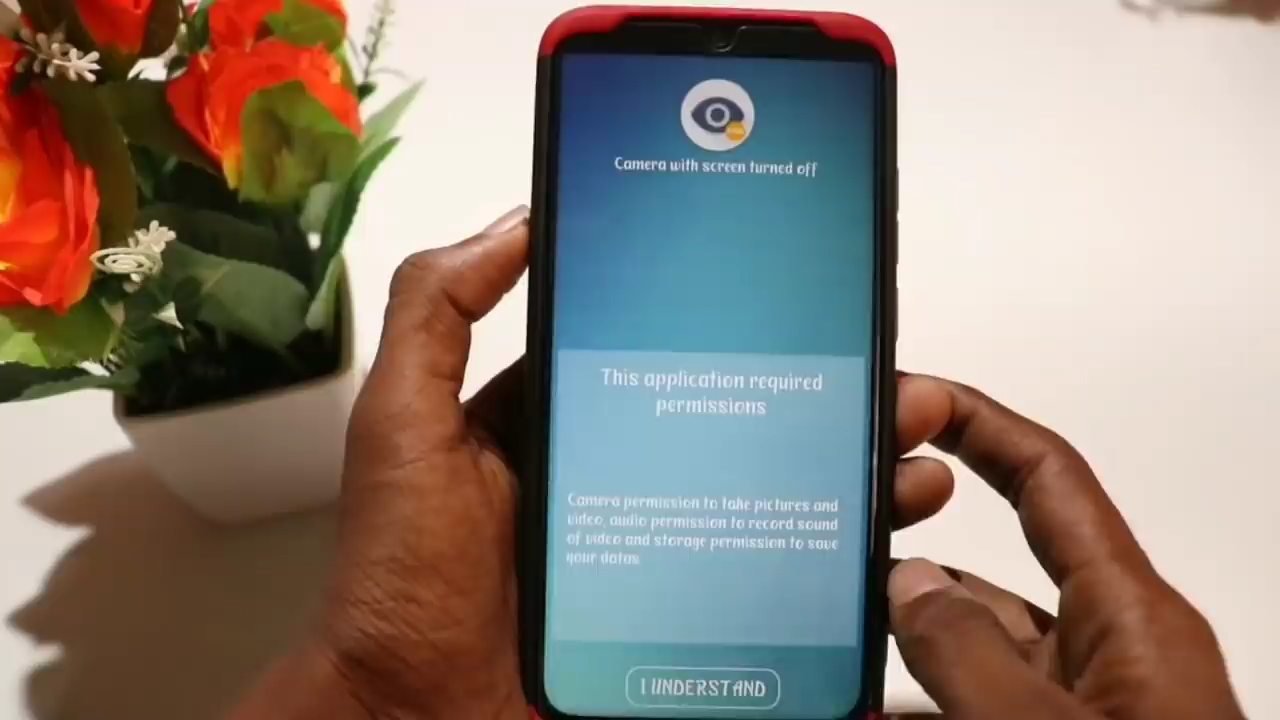 Camera with screen turned off
This application required
permissions
Camera permission to take pictures and
video, audio permission to record sound
of video and storage permission to save
your datas
I UNDERSTAND